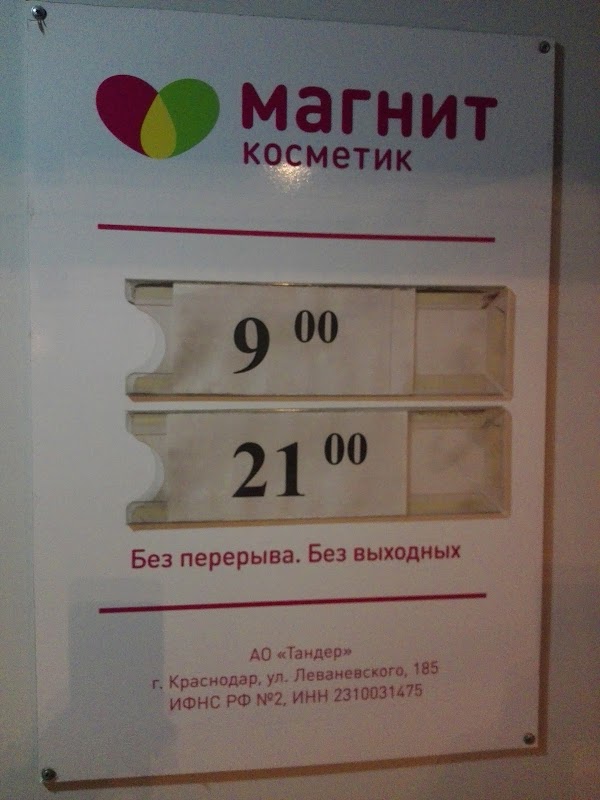 магнит
косметик
9 00
21 00
Без перерыва. Без выходных
АО «Тандер»
г. Краснодар, ул. Леваневского, 185
ИФНС РФ №2, ИНН 2310031475